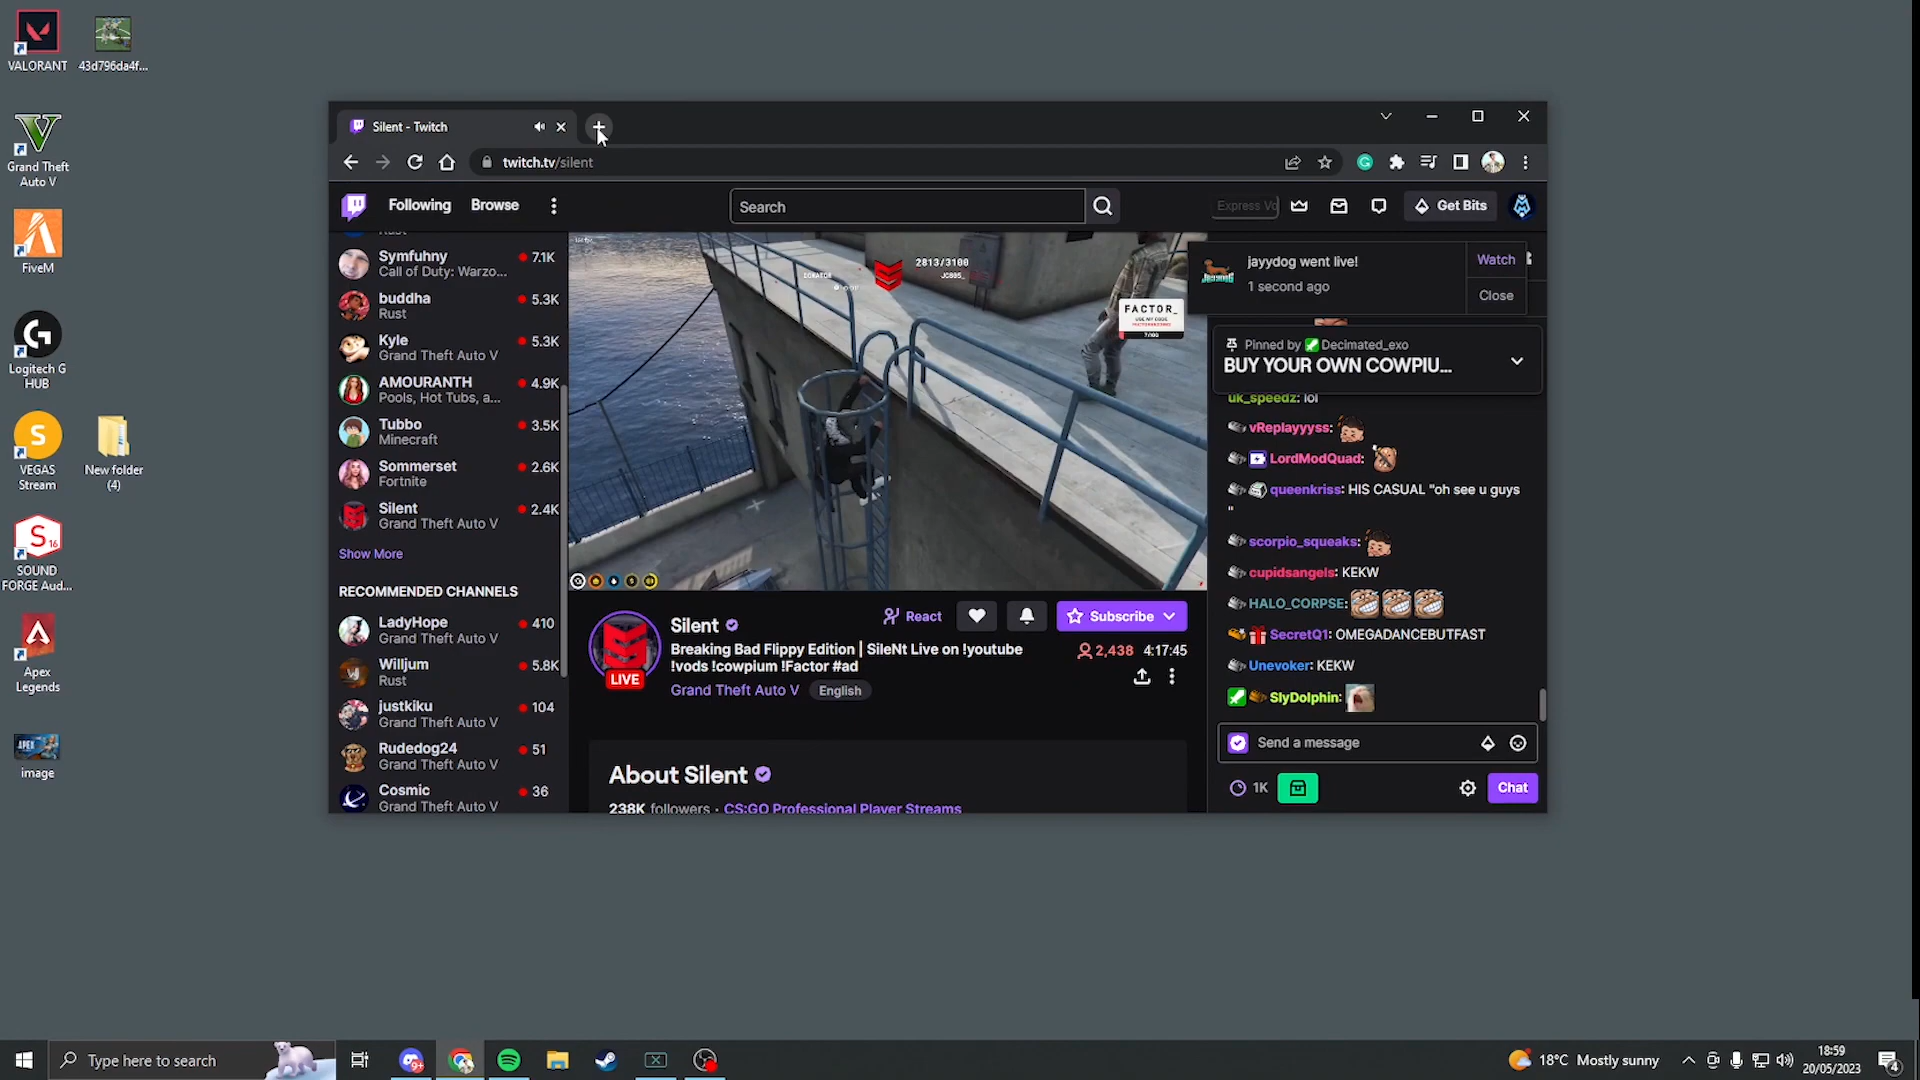 VALORANT
43d796da4f...
Grand Theft
Auto V
FiveM
Logitech G
HUB
VEGAS
Stream
New folder
(4)
SOUND
FORGE Aud...
Apex
Legends
image
Silent - Twitch
twitch.tv/silent
Following
Browse
Search
Express Vo
Get Bits
Rust
Symfuhny
7.1K
Call of Duty: Warzo...
buddha
5.3K
Rust
Kyle
5.3K
Grand Theft Auto V
AMOURANTH
4.9K
Pools, Hot Tubs, a...
Tubbo
3.5K
Minecraft
Sommerset
2.6K
Fortnite
Silent
2.4K
Grand Theft Auto V
Show More
RECOMMENDED CHANNELS
LadyHope
410
Grand Theft Auto V
Willjum
5.8K
Rust
justkiku
104
Grand Theft Auto V
Rudedog24
51
Grand Theft Auto V
Cosmic
36
Grand Theft Auto V
2813/3100
FACTOR_
LIVE
Silent
React
Subscribe
Breaking Bad Flippy Edition | SileNt Live on !youtube
!vods !cowpium !Factor #ad
2,438
4:17:45
Grand Theft Auto V
English
About Silent
238K followers · CS:GO Professional Player Streams
jayydog went live!
1 second ago
Watch
Close
Pinned by Decimated_exo
BUY YOUR OWN COWPIU...
uk_speedz: lol
vReplayyyss:
LordModQuad:
queenkriss: HIS CASUAL "oh see u guys
"
scorpio_squeaks:
cupidsangels: KEKW
HALO_CORPSE:
SecretQ1: OMEGADANCEBUTFAST
Unevoker: KEKW
SlyDolphin:
Send a message
1K
Chat
Type here to search
9+
18°C Mostly sunny
18:59
20/05/2023
4